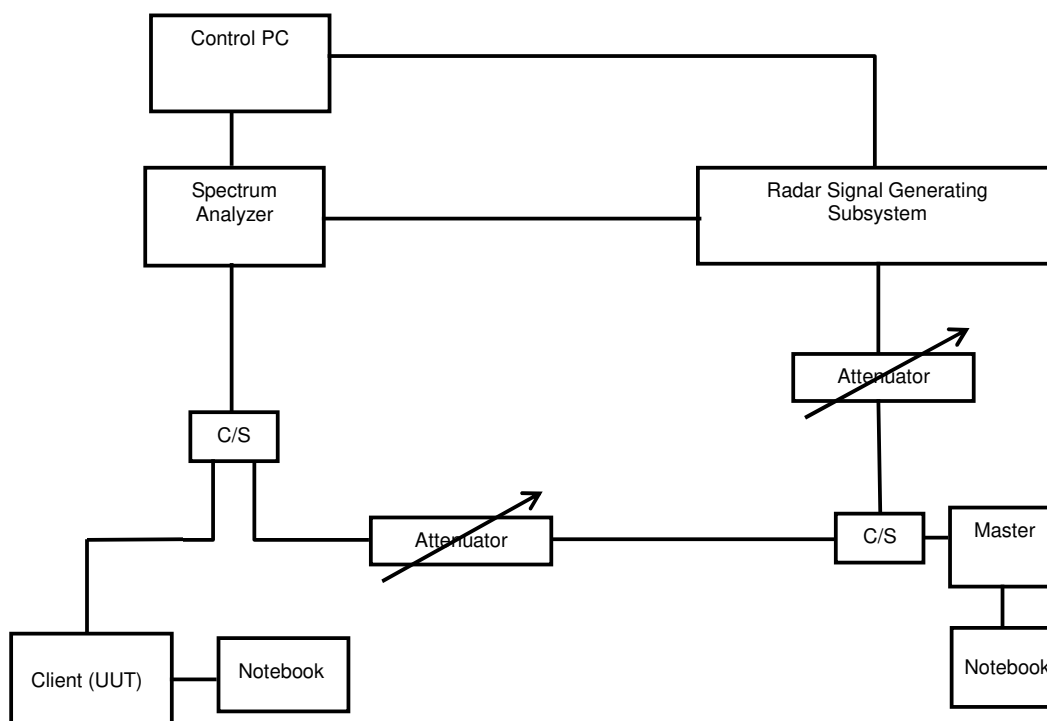 Control PC
Spectrum
Analyzer
Radar Signal Generating
Subsystem
Attenuator
C/S
Attenuator
C/S
Master
Client (UUT)
Notebook
Notebook